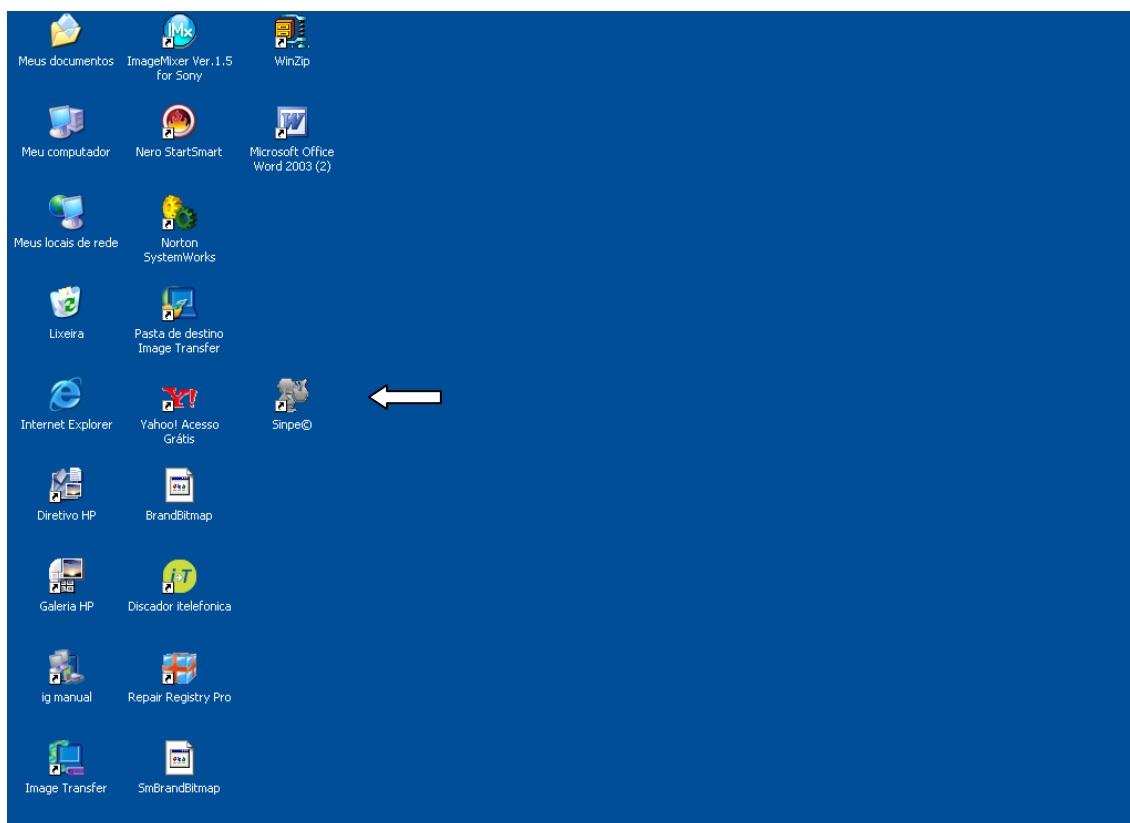 Meus documentos
ImageMixer Ver.1.5
for Sony
WinZip
Meu computador
Nero StartSmart
Microsoft Office
Word 2003 (2)
Meus locais de rede
Norton
SystemWorks
Lixeira
Pasta de destino
Image Transfer
Internet Explorer
Yahoo! Acesso
Grátis
Sinpe©
Diretivo HP
BrandBitmap
Galeria HP
Discador itelefonica
ig manual
Repair Registry Pro
Image Transfer
SmBrandBitmap